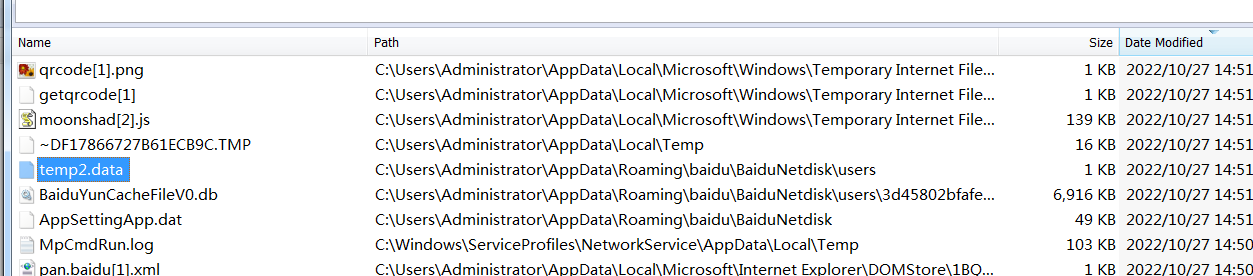 Name Path Size Date Modified
qrcode[1].png C:\Users\Administrator\AppData\Local\Microsoft\Windows\Temporary Internet File... 1 KB 2022/10/27 14:51
getqrcode[1] C:\Users\Administrator\AppData\Local\Microsoft\Windows\Temporary Internet File... 1 KB 2022/10/27 14:51
moonshad[2].js C:\Users\Administrator\AppData\Local\Microsoft\Windows\Temporary Internet File... 139 KB 2022/10/27 14:51
~DF17866727B61ECB9C.TMP C:\Users\Administrator\AppData\Local\Temp 16 KB 2022/10/27 14:51
temp2.data C:\Users\Administrator\AppData\Roaming\baidu\BaiduNetdisk\users 1 KB 2022/10/27 14:51
BaiduYunCacheFileV0.db C:\Users\Administrator\AppData\Roaming\baidu\BaiduNetdisk\users\3d45802bfafe... 6,916 KB 2022/10/27 14:51
AppSettingApp.dat C:\Users\Administrator\AppData\Roaming\baidu\BaiduNetdisk 49 KB 2022/10/27 14:51
MpCmdRun.log C:\Windows\ServiceProfiles\NetworkService\AppData\Local\Temp 103 KB 2022/10/27 14:50
pan.baidu[1].xml C:\Users\Administrator\AppData\Local\Microsoft\Internet Explorer\DOMStore\1BQ... 1 KB 2022/10/27 14:50